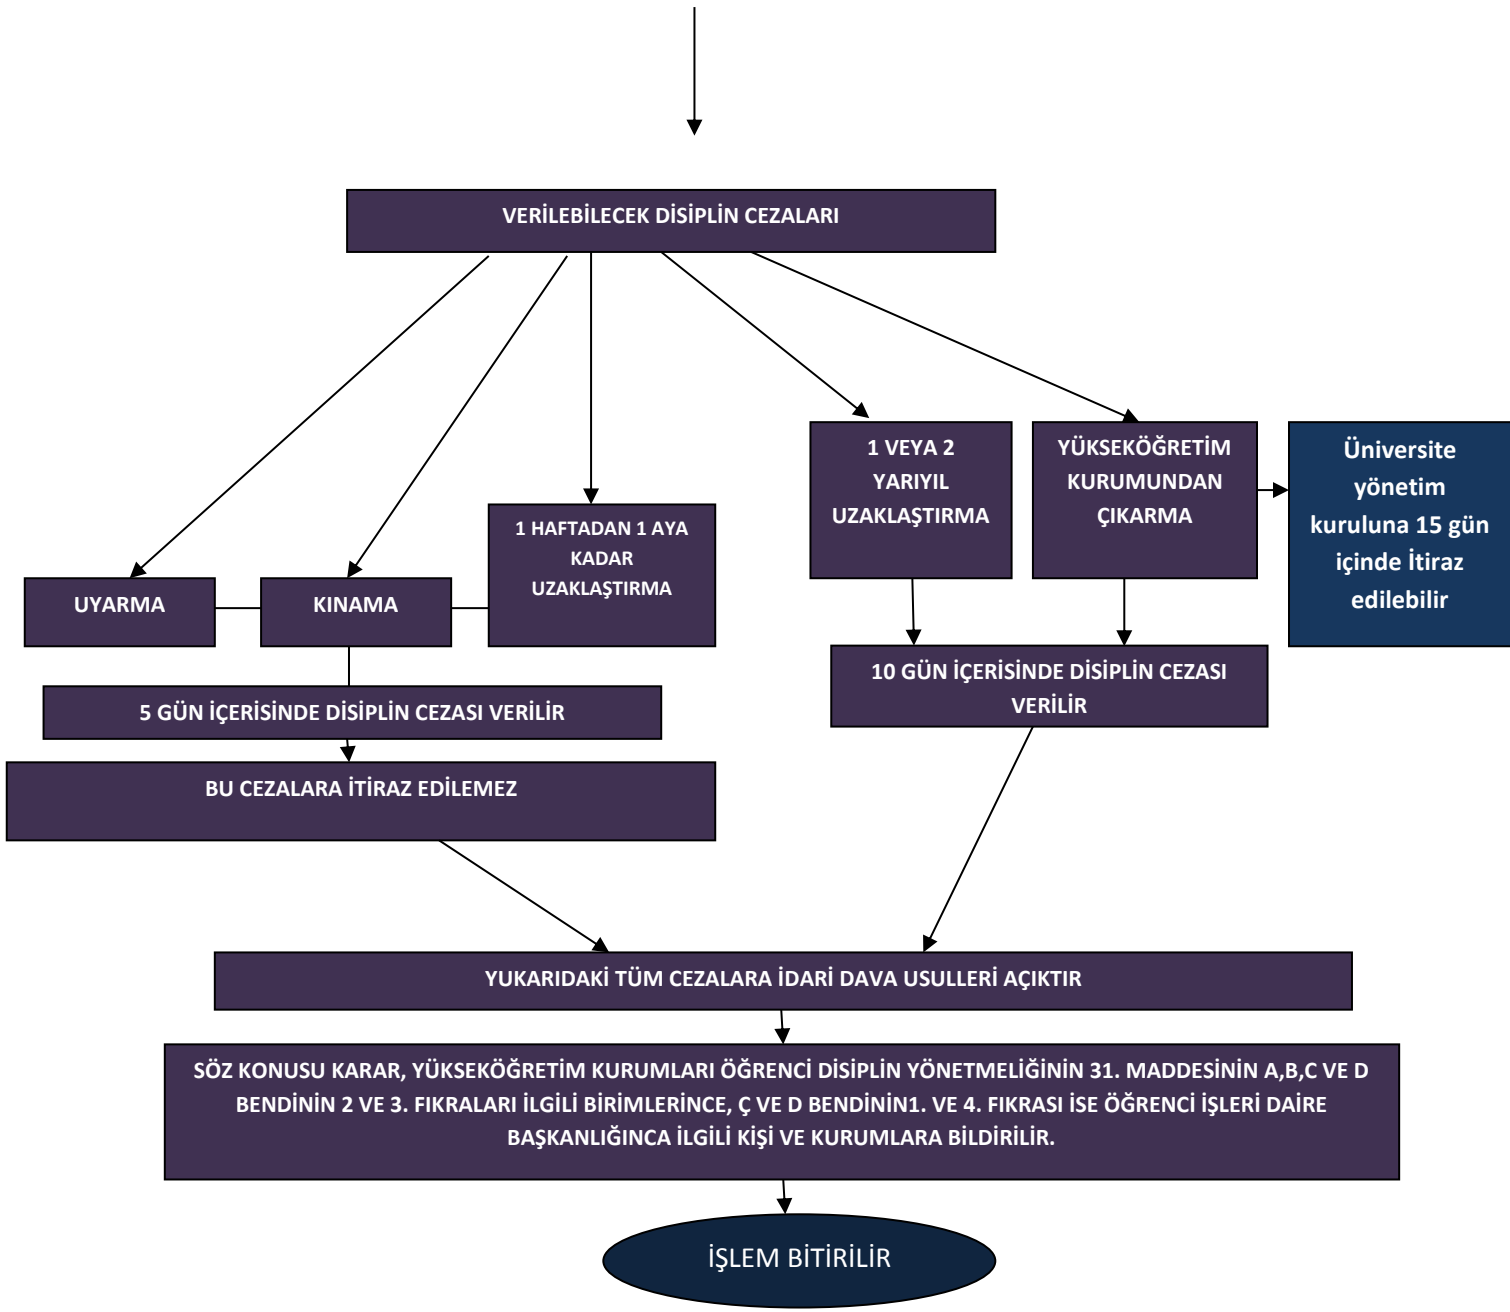 VERİLEBİLECEK DİSİPLİN CEZALARI
1 VEYA 2
YARIYIL
UZAKLAŞTIRMA
YÜKSEKÖĞRETİM
KURUMUNDAN
ÇIKARMA
Üniversite
yönetim
kuruluna 15 gün
içinde İtiraz
edilebilir
1 HAFTADAN 1 AYA
KADAR
UZAKLAŞTIRMA
UYARMA
KINAMA
10 GÜN İÇERİSİNDE DİSİPLİN CEZASI
VERİLİR
5 GÜN İÇERİSİNDE DİSİPLİN CEZASI VERİLİR
BU CEZALARA İTİRAZ EDİLEMEZ
YUKARIDAKİ TÜM CEZALARA İDARİ DAVA USULLERİ AÇIKTIR
SÖZ KONUSU KARAR, YÜKSEKÖĞRETİM KURUMLARI ÖĞRENCİ DİSİPLİN YÖNETMELİĞİNİN 31. MADDESİNİN A,B,C VE D
BENDİNİN 2 VE 3. FIKRALARI İLGİLİ BİRİMLERİNCE, Ç VE D BENDİNİN1. VE 4. FIKRASI İSE ÖĞRENCİ İŞLERİ DAİRE
BAŞKANLIĞINCA İLGİLİ KİŞİ VE KURUMLARA BİLDİRİLİR.
İŞLEM BİTİRİLİR